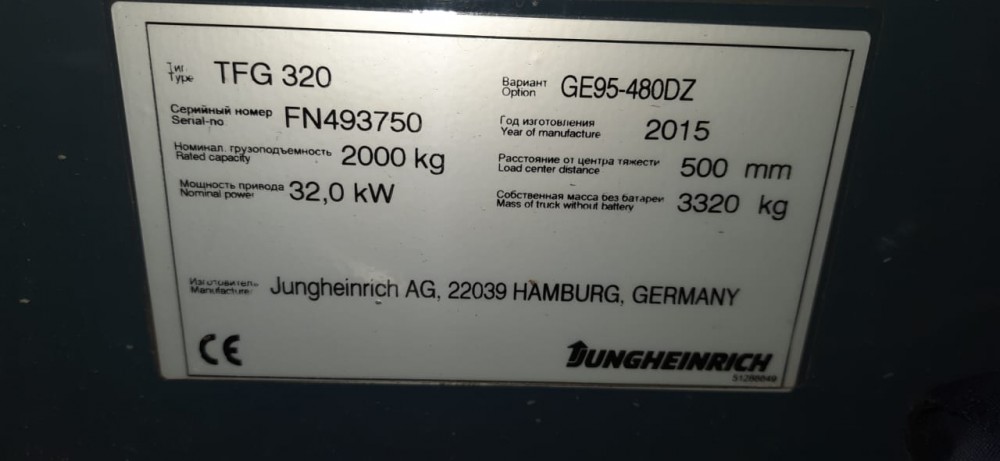 Тип
Type TFG 320
Вариант
Option GE95-480DZ
Серийный номер
Serial-no FN493750
Год изготовления
Year of manufacture 2015
Номинал. грузоподъемность
Rated capacity 2000 kg
Расстояние от центра тяжести
Load center distance 500 mm
Мощность привода
Nominal power 32,0 kW
Собственная масса без батареи
Mass of truck without battery 3320 kg
Изготовитель
Manufacturer Jungheinrich AG, 22039 HAMBURG, GERMANY
CE
JUNGHEINRICH